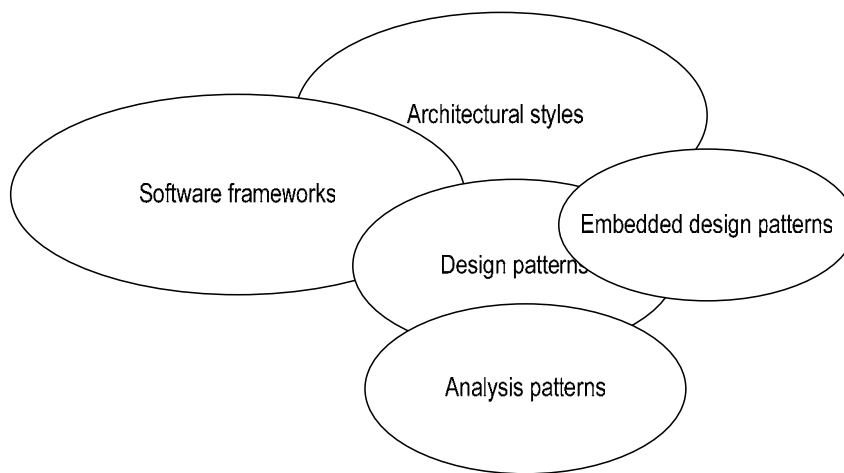 Architectural styles
Software frameworks
Embedded design patterns
Design patterns
Analysis patterns